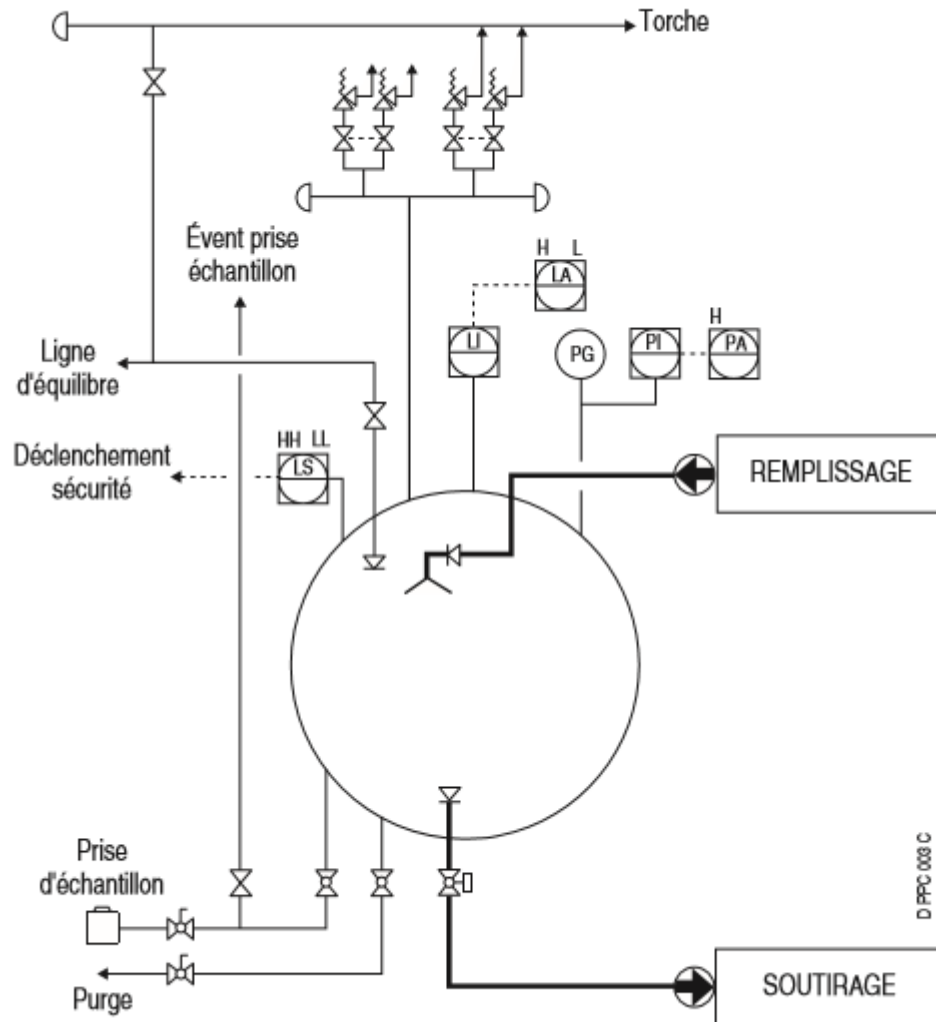 Torche
Évent prise
échantillon
H L
LA
H
Ligne
d'équilibre
LI
PG
PI
PA
HH LL
Déclenchement
sécurité
LS
REMPLISSAGE
Prise
d'échantillon
D PPC 003 C
Purge
SOUTIRAGE